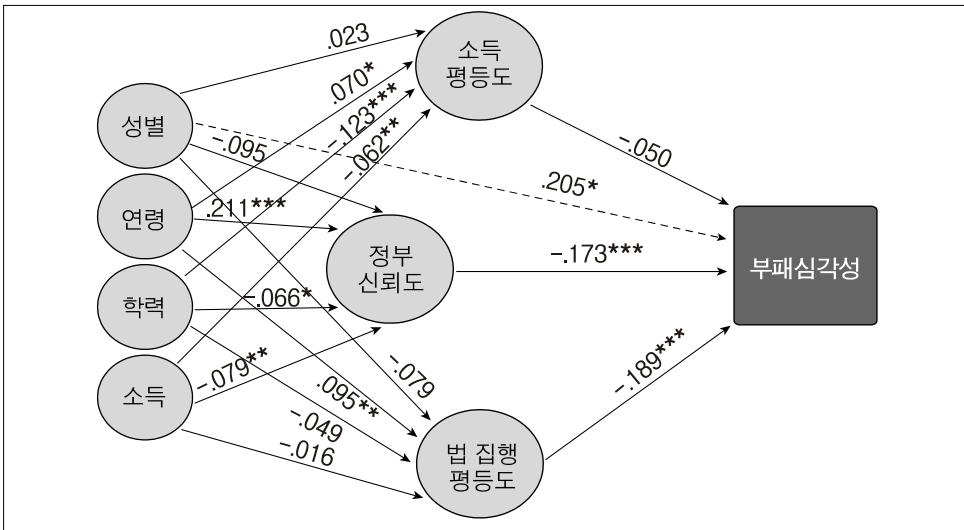 .023
소득
평등도
.070*
-.123***
-.062**
성별
-.095
-.050
.205*
연령
.211***
정부
신뢰도
-.173***
부패심각성
학력
-.066*
소득
-.079**
-.079
.095**
-.189***
-.049
-.016
법 집행
평등도